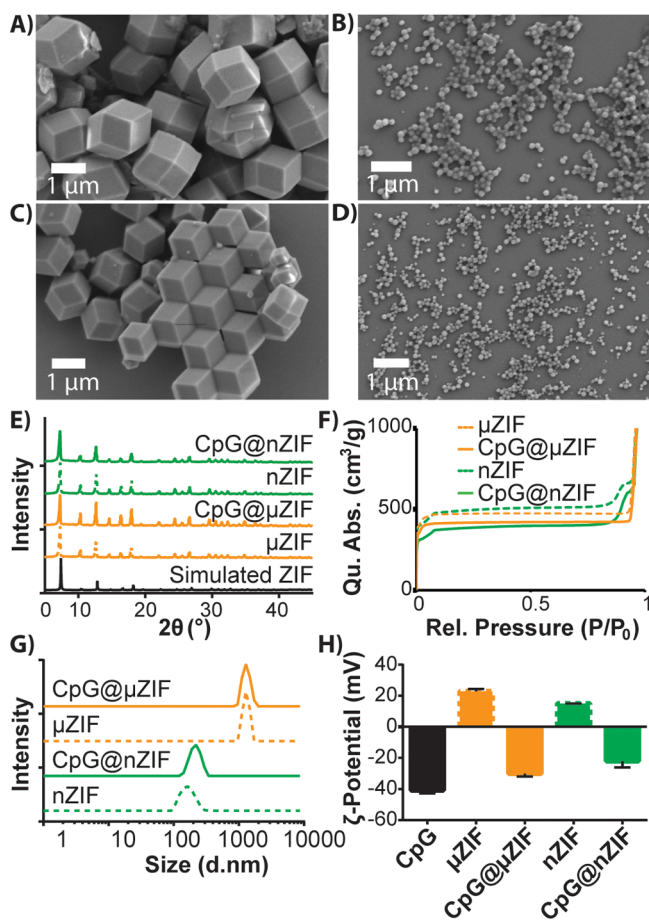 A)
B)
1 µm
1 µm
C)
D)
1 µm
1 µm
E)
CpG@nZIF
nZIF
CpG@µZIF
µZIF
Simulated ZIF
Intensity
0 10 20 30 40
2θ (°)
F)
1000
500
0
Qu. Abs. (cm³/g)
µZIF
CpG@µZIF
nZIF
CpG@nZIF
0 0.5 1
Rel. Pressure (P/P₀)
G)
CpG@µZIF
µZIF
CpG@nZIF
nZIF
Intensity
1 10 100 1000 10000
Size (d.nm)
H)
40
20
0
-20
-40
-60
ζ-Potential (mV)
CpG
µZIF
CpG@µZIF
nZIF
CpG@nZIF